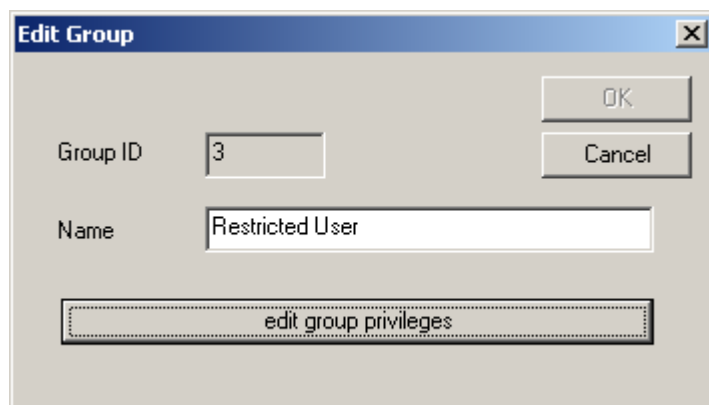 Edit Group
OK
Group ID 3
Cancel
Name Restricted User
edit group privileges